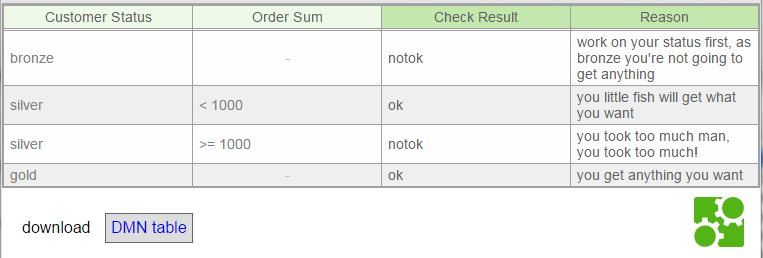 Customer Status Order Sum Check Result Reason
bronze - notok work on your status first, as
bronze you're not going to
get anything
silver < 1000 ok you little fish will get what
you want
silver >= 1000 notok you took too much man,
you took too much!
gold - ok you get anything you want
download DMN table